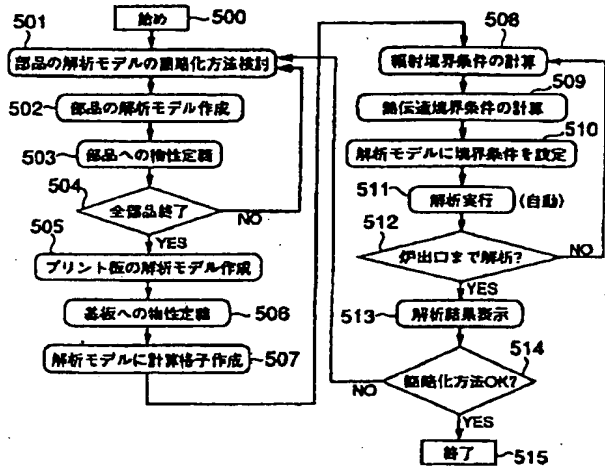 始め
500
501
部品の解析モデルの簡略化方法検討
502
部品の解析モデル作成
503
部品への物性定義
504
全部品終了
NO
YES
505
プリント板の解析モデル作成
基板への物性定義
506
解析モデルに計算格子作成
507
508
輻射境界条件の計算
509
熱伝達境界条件の計算
510
解析モデルに境界条件を設定
511
解析実行
(自動)
512
炉出口まで解析?
NO
YES
513
解析結果表示
514
簡略化方法OK?
NO
YES
終了
515